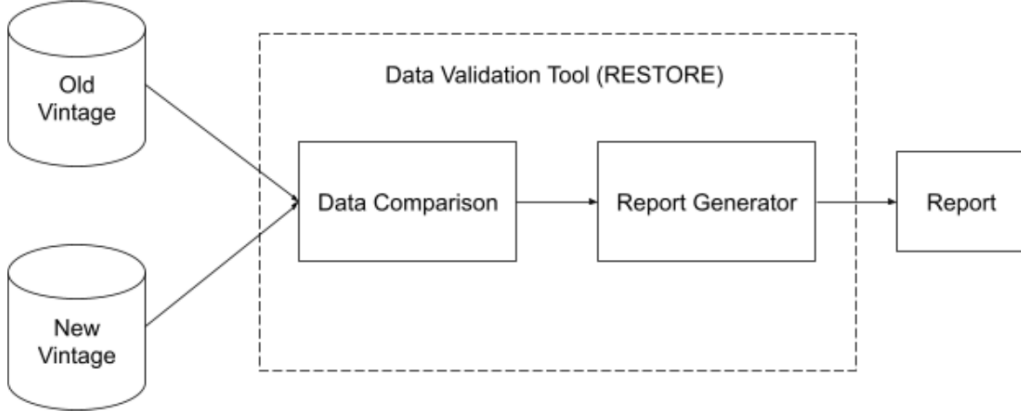 Old
Vintage
Data Validation Tool (RESTORE)
Data Comparison
Report Generator
Report
New
Vintage